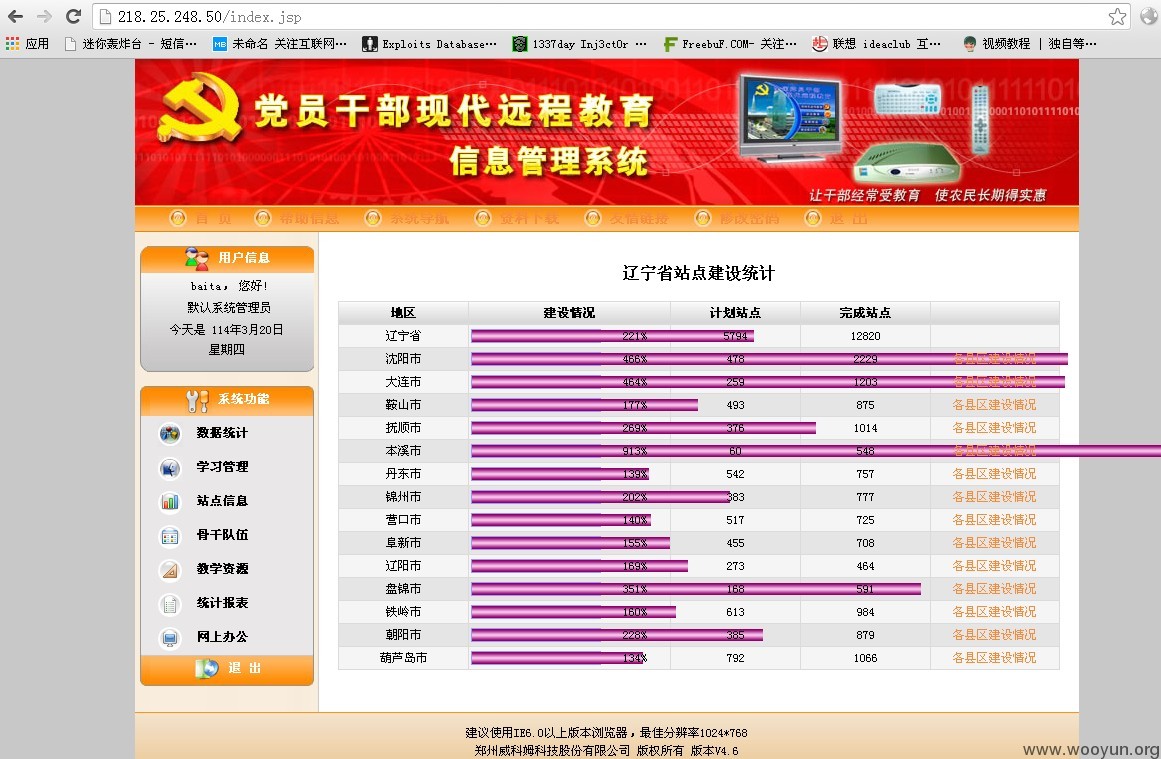 218.25.248.50/index.jsp
应用 迷你轰炸台 - 短信… 未命名 关注互联网… Exploits Database… 1337day Inj3ct0r … FreebuF.COM- 关注… 联想 ideaclub 互… 视频教程 | 独自等…
党员干部现代远程教育
信息管理系统
让干部经常受教育 使农民长期得实惠
首 页 帮助信息 系统导航 资料下载 友情链接 修改密码 退 出
用户信息
baita, 您好!
默认系统管理员
今天是 114年3月20日
星期四
系统功能
数据统计
学习管理
站点信息
骨干队伍
教学资源
统计报表
网上办公
退 出
辽宁省站点建设统计
地区 建设情况 计划站点 完成站点
辽宁省 221% 5794 12820
沈阳市 466% 478 2229 各县区建设情况
大连市 464% 259 1203 各县区建设情况
鞍山市 177% 493 875 各县区建设情况
抚顺市 269% 376 1014 各县区建设情况
本溪市 913% 60 548 各县区建设情况
丹东市 139% 542 757 各县区建设情况
锦州市 202% 383 777 各县区建设情况
营口市 140% 517 725 各县区建设情况
阜新市 155% 455 708 各县区建设情况
辽阳市 169% 273 464 各县区建设情况
盘锦市 351% 168 591 各县区建设情况
铁岭市 160% 613 984 各县区建设情况
朝阳市 228% 385 879 各县区建设情况
葫芦岛市 134% 792 1066 各县区建设情况
建议使用IE6.0以上版本浏览器，最佳分辨率1024*768
郑州威科姆科技股份有限公司 版权所有 版本V4.6
www.wooyun.org